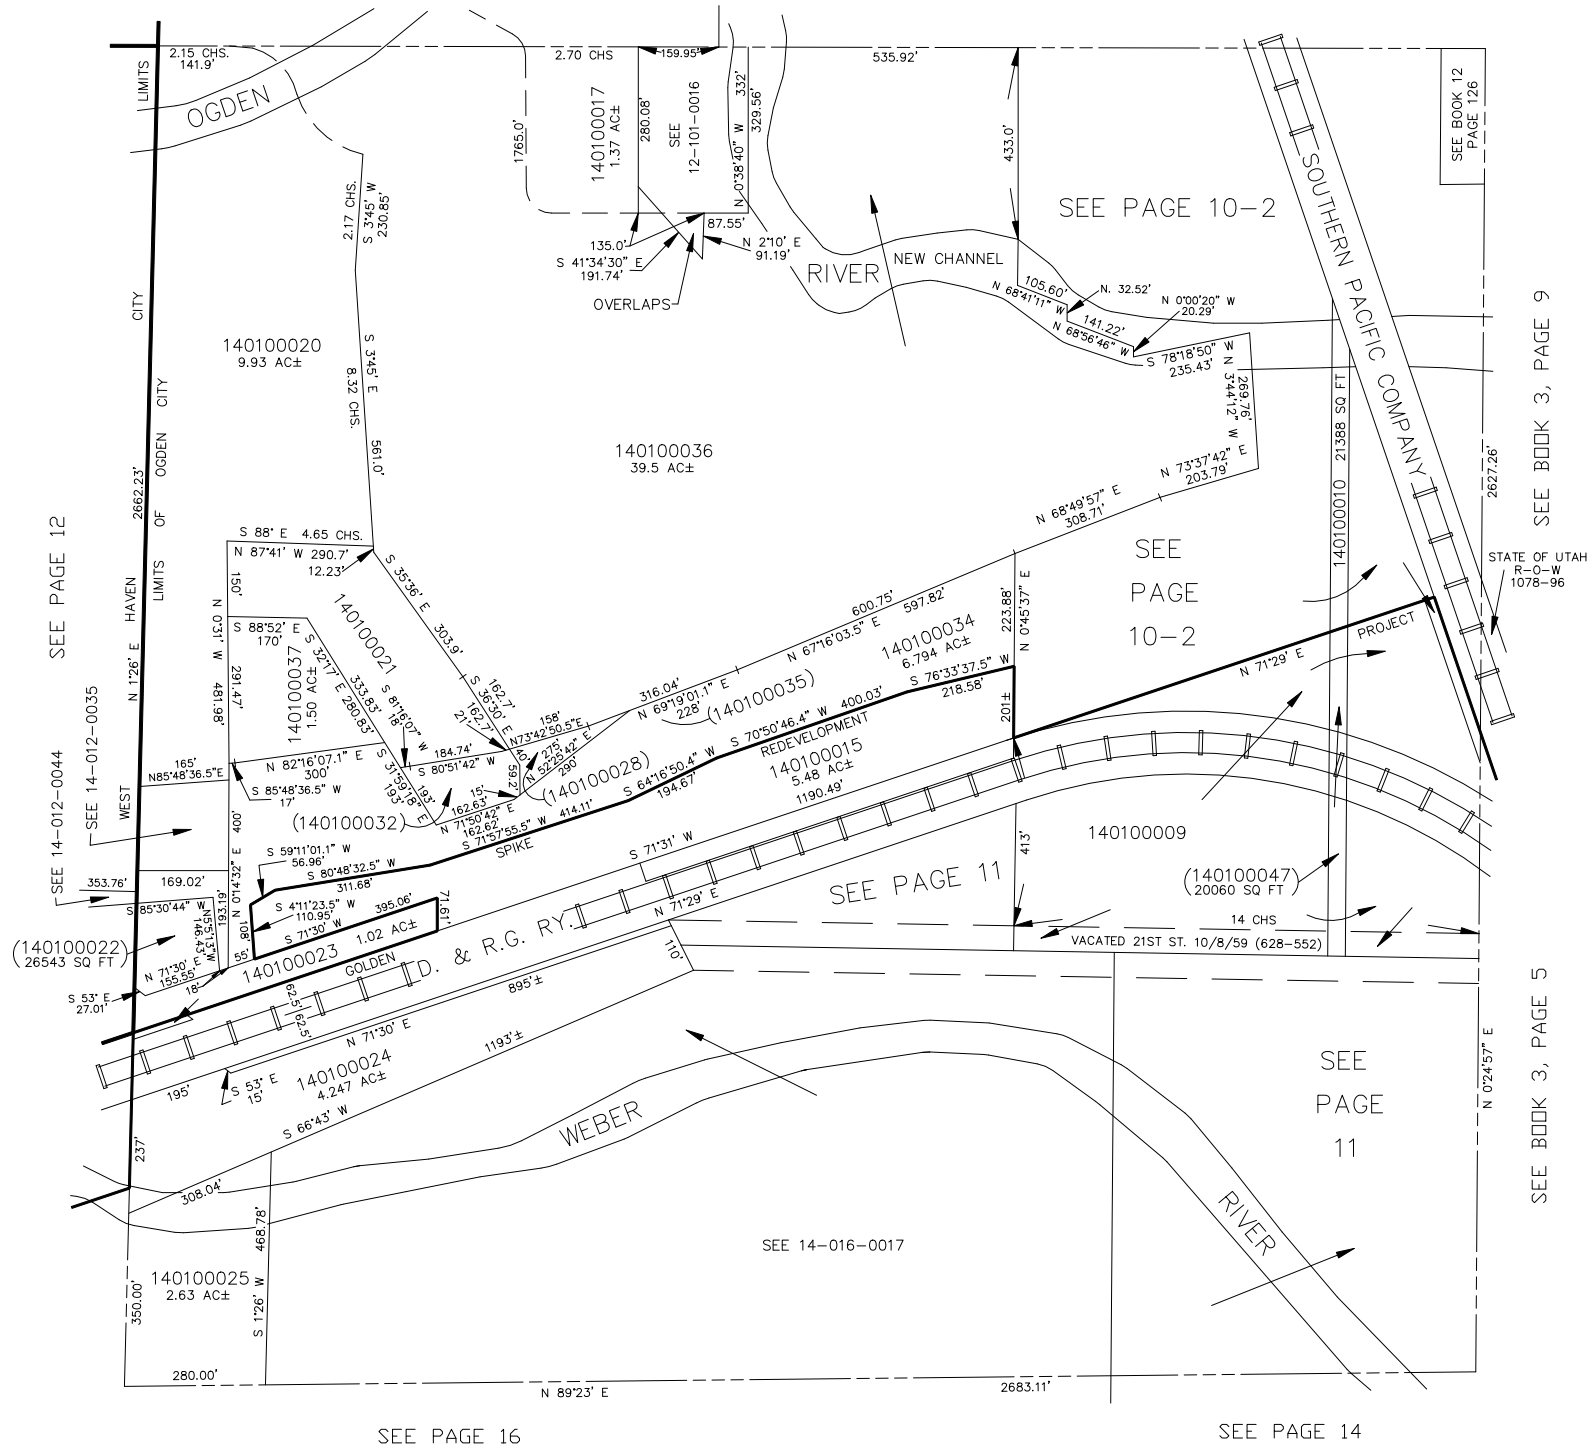 2.15 CHS.
141.9'
2.70 CHS
159.95'
535.92'
LIMITS
OGDEN
1765.0'
140100017
1.37 AC±
280.08'
SEE
12-101-0016
N 0°38'40" W 332'
329.56'
433.0'
SEE BOOK 12
PAGE 126
SOUTHERN PACIFIC COMPANY
2.17 CHS.
S 3°45' W
230.85'
SEE PAGE 10-2
87.55'
135.0'
N 2°10' E
91.19'
S 41°34'30" E
191.74'
OVERLAPS
RIVER
NEW CHANNEL
105.60'
N 68°41'11" W
N. 32.52'
N 0°00'20" W
20.29'
141.22'
N 68°56'46" W
S 78°18'50" W
235.43'
N 3°44'12" W
269.76'
CITY
140100020
9.93 AC±
S 3°45' E
8.32 CHS.
561.0'
LIMITS OF OGDEN CITY
140100036
39.5 AC±
N 73°37'42" E
203.79'
N 68°49'57" E
308.71'
140100010 21388 SQ FT
2627.26'
SEE BOOK 3, PAGE 9
2662.23'
SEE PAGE 12
S 88° E 4.65 CHS.
N 87°41' W 290.7'
12.23'
150'
S 35°36' E
303.9'
SEE
PAGE
10-2
STATE OF UTAH
R-O-W
1078-96
N 1°26' E
HAVEN
WEST
N 0°31' W 481.98'
291.47'
S 88°52' E
170'
140100021
140100037
1.50 AC±
S 32°17' E 280.83'
333.83'
S 81°16'07" W
18'
162.7'
S 36°30' E
162.7'
21'
600.75'
597.82'
N 67°16'03.5" E
140100034
6.794 AC±
223.88'
N 0°45'37" E
PROJECT
N 71°29' E
316.04'
N 69°19'01.1" E
228'
(140100035)
S 76°33'37.5" W
218.58'
201±
S 70°50'46.4" W 400.03'
REDEVELOPMENT
140100015
5.48 AC±
1190.49'
158'
N73°42'50.5"E
184.74'
S 80°51'42" W
40'
59.2'
275'
N 52°25'42" E
290'
(140100028)
S 64°16'50.4" W
194.67'
165'
N85°48'36.5"E
N 82°16'07.1" E
300'
S 85°48'36.5" W
17'
S 31°59'18" E
193'
193'
15'
162.63'
N 71°50'42" E
162.62'
S 71°57'55.5" W 414.11'
SPIKE
(140100032)
SEE 14-012-0035
SEE 14-012-0044
400'
N 0°14'32" E
S 59°11'01.1" W
56.96'
S 80°48'32.5" W
311.68'
S 71°31' W
413'
140100009
(140100047)
20060 SQ FT
SEE PAGE 11
353.76'
169.02'
S 85°30'44" W
N5°5'13"W
146.43'
193.19'
S 4°11'23.5" W
110.95'
108'
395.06'
S 71°30' W
71.61'
1.02 AC±
55'
140100023
GOLDEN
N 71°29' E
14 CHS
VACATED 21ST ST. 10/8/59 (628-552)
(140100022)
26543 SQ FT
N 71°30' E
155.55'
18'
S 53° E
27.01'
D. & R.G. RY.
62.5' 62.5'
895'±
110'
N 71°30' E
1193'±
140100024
4.247 AC±
S 53° E
15'
195'
S 66°43' W
237'
308.04'
WEBER
SEE
PAGE
11
N 0°24'57" E
SEE BOOK 3, PAGE 5
RIVER
SEE 14-016-0017
140100025
2.63 AC±
350.00'
468.78'
S 1°26' W
280.00'
N 89°23' E
2683.11'
SEE PAGE 16
SEE PAGE 14